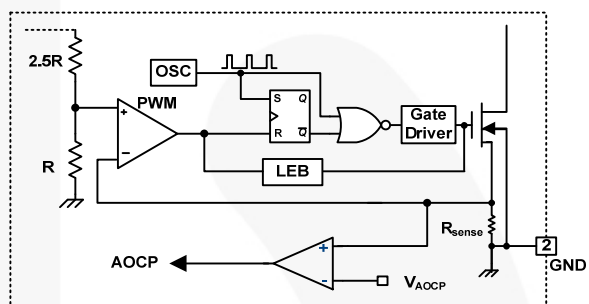 2.5R
OSC
PWM
+
−
S Q
R Q̅
Gate
Driver
R
LEB
Rsense
2
GND
AOCP
+
-
VAOCP